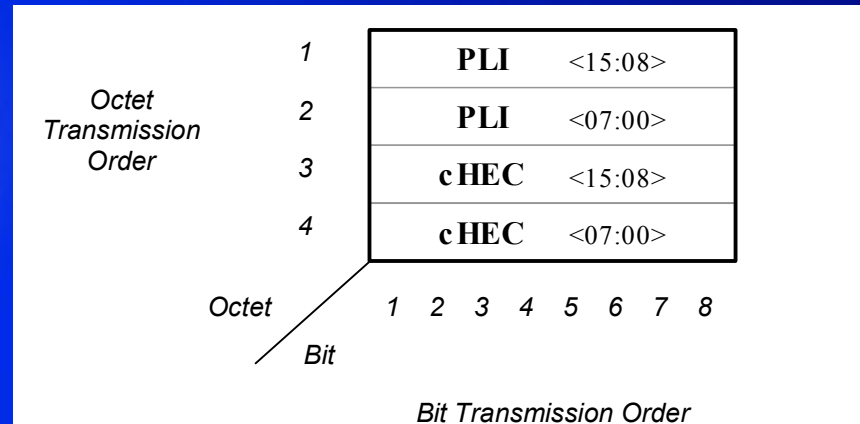 1 PLI <15:08>
Octet Transmission Order
2 PLI <07:00>
3 cHEC <15:08>
4 cHEC <07:00>
Octet 1 2 3 4 5 6 7 8
Bit
Bit Transmission Order